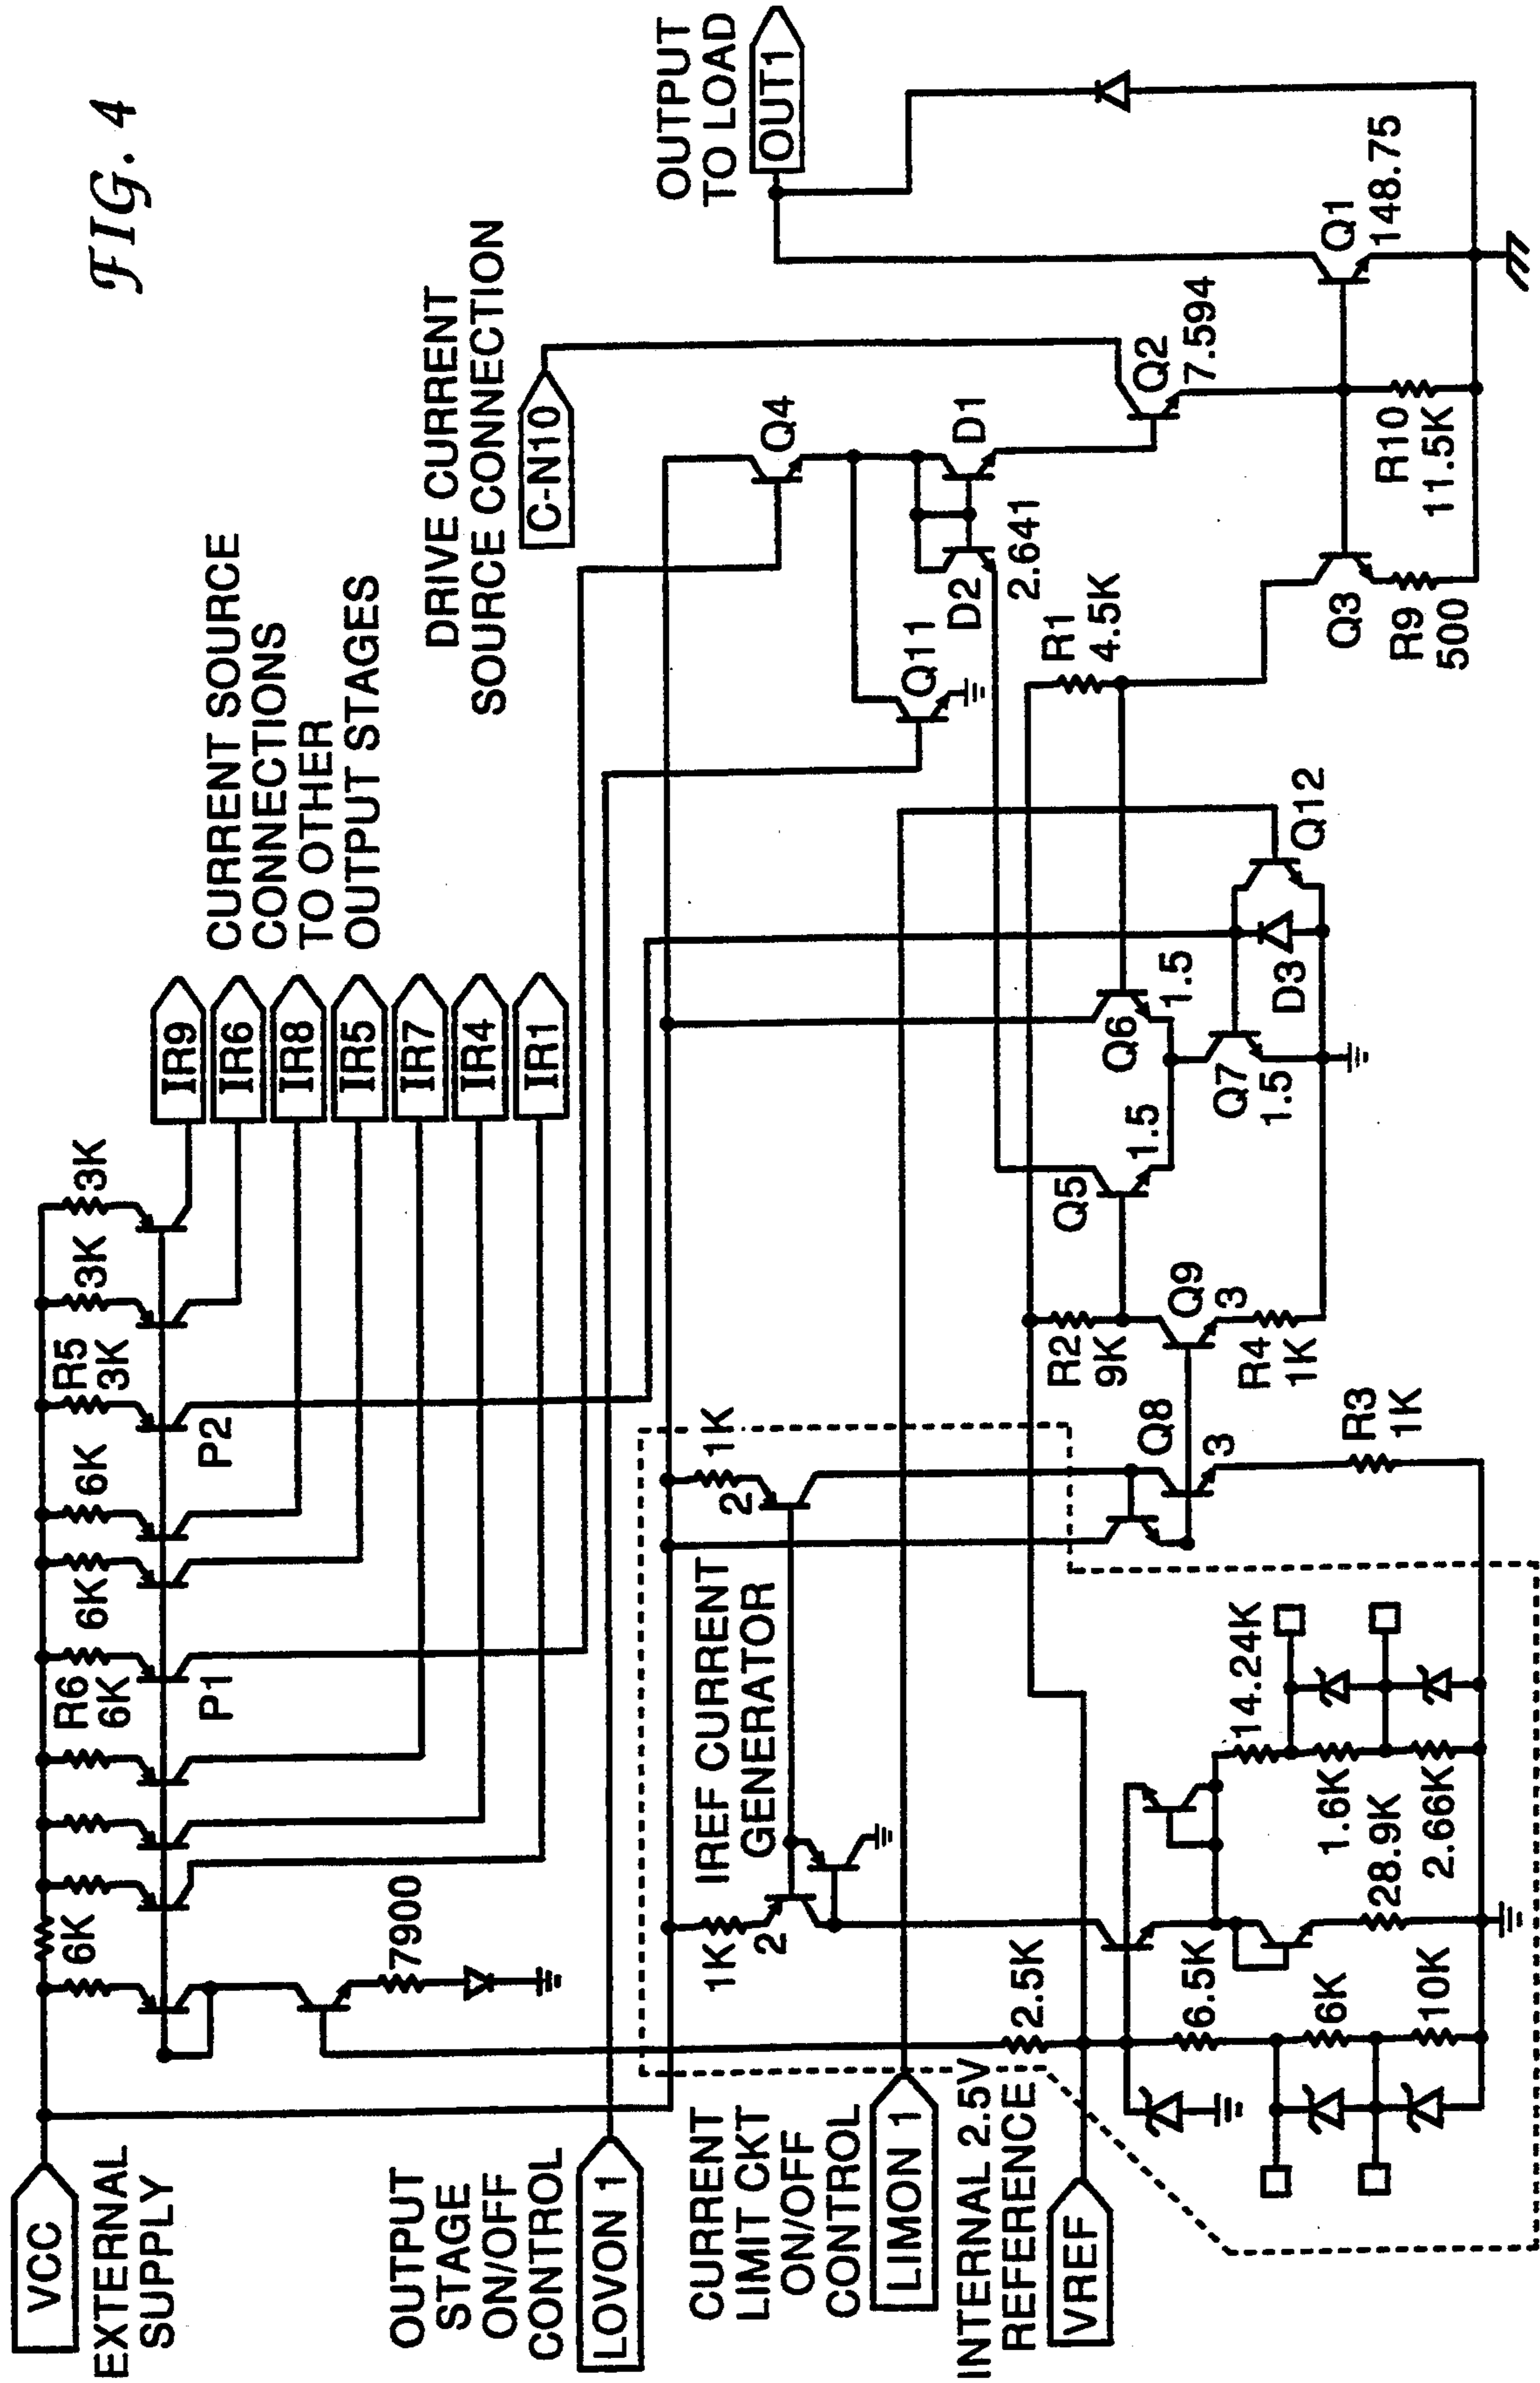 FIG. 4
VCC
EXTERNAL
SUPPLY
6K
7900
R6
6K
P1
6K
6K
P2
R5
3K
3K
3K
IR9
IR6
IR8
IR5
IR7
IR4
IR1
CURRENT SOURCE
CONNECTIONS
TO OTHER
OUTPUT STAGES
DRIVE CURRENT
SOURCE CONNECTION
C-N10
OUTPUT
TO LOAD
OUT1
OUTPUT
STAGE
ON/OFF
CONTROL
LOVON 1
CURRENT
LIMIT CKT
ON/OFF
CONTROL
LIMON 1
INTERNAL 2.5V
REFERENCE
VREF
IREF CURRENT
GENERATOR
1K
2
1K
2
2.5K
6.5K
6K
10K
28.9K
14.24K
1.6K
2.66K
Q8
3
R3
1K
R2
9K
Q9
3
R4
1K
Q5
1.5
Q6
1.5
Q7
1.5
D3
Q12
Q11
R1
4.5K
Q4
D2
D1
2.641
Q2
7.594
Q3
R9
500
R10
11.5K
Q1
148.75